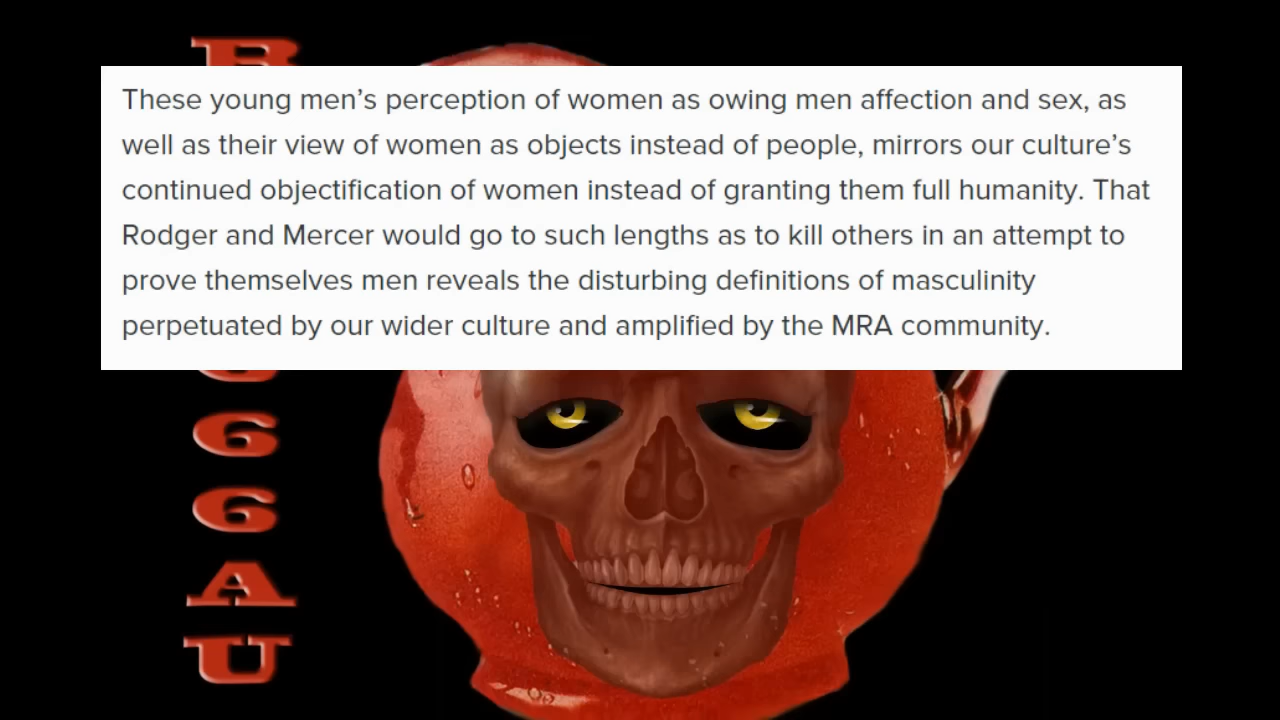 R
These young men’s perception of women as owing men affection and sex, as
well as their view of women as objects instead of people, mirrors our culture’s
continued objectification of women instead of granting them full humanity. That
Rodger and Mercer would go to such lengths as to kill others in an attempt to
prove themselves men reveals the disturbing definitions of masculinity
perpetuated by our wider culture and amplified by the MRA community.
6
6
A
U